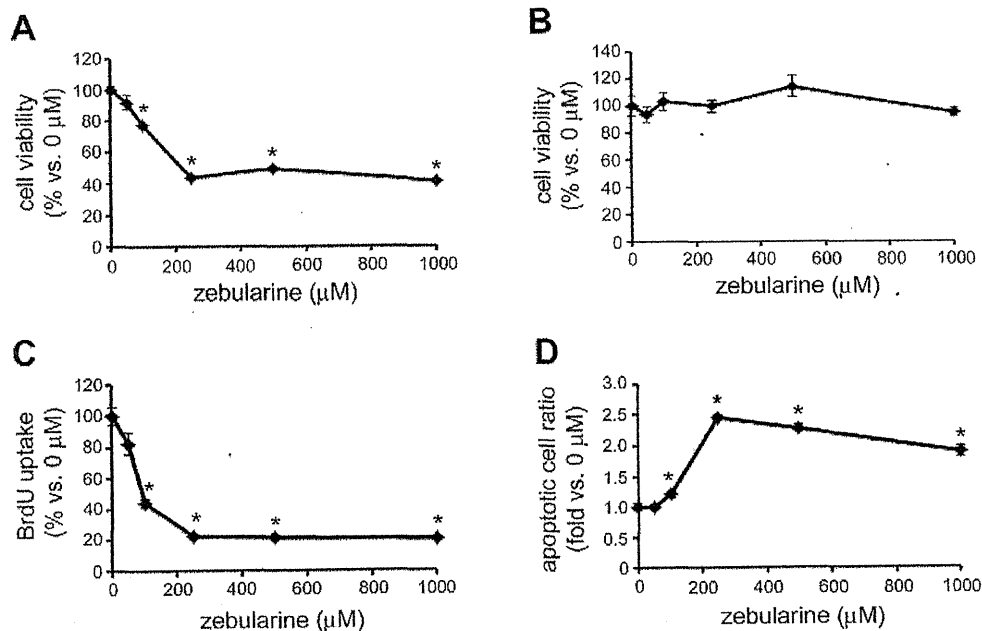 A
120
100
80
60
40
20
0
cell viability
(% vs. 0 μM)
*
*
*
*
0 200 400 600 800 1000
zebularine (μM)
B
140
120
100
80
60
40
20
0
cell viability
(% vs. 0 μM)
0 200 400 600 800 1000
zebularine (μM)
C
120
100
80
60
40
20
0
BrdU uptake
(% vs. 0 μM)
*
*
*
*
0 200 400 600 800 1000
zebularine (μM)
D
3.0
2.5
2.0
1.5
1.0
0.5
0
apoptotic cell ratio
(fold vs. 0 μM)
*
*
*
*
0 200 400 600 800 1000
zebularine (μM)